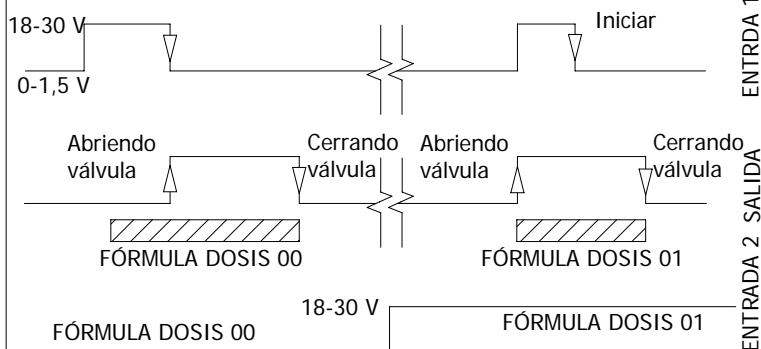 18-30 V
Iniciar
0-1,5 V
ENTRDA 1
Abriendo
válvula
Cerrando
válvula
Abriendo
válvula
Cerrando
válvula
SALIDA
FÓRMULA DOSIS 00
FÓRMULA DOSIS 01
18-30 V
FÓRMULA DOSIS 00
FÓRMULA DOSIS 01
ENTRADA 2